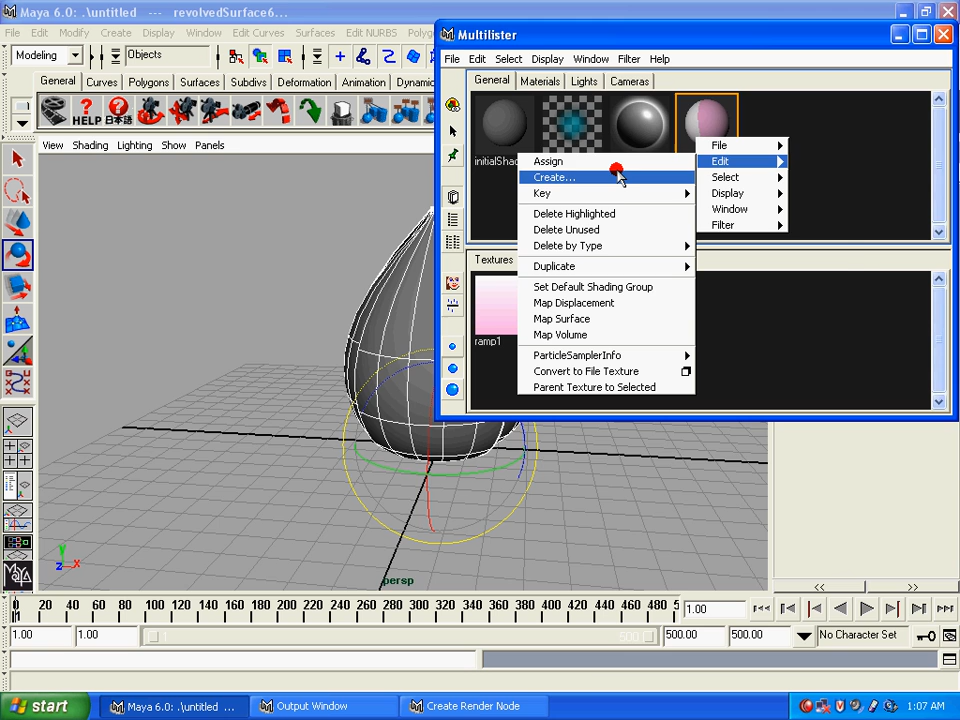 Maya 6.0: .\untitled --- revolvedSurface6...
File Edit Modify Create Display Window Edit Curves Surfaces Edit NURBS Polyg
Modeling Objects
General Curves Polygons Surfaces Subdivs Deformation Animation Dynamic
HELP 日本語
View Shading Lighting Show Panels
Multilister
File Edit Select Display Window Filter Help
General Materials Lights Cameras
initialShad
File
Edit
Select
Display
Window
Filter
Assign
Create...
Key
Delete Highlighted
Delete Unused
Delete by Type
Duplicate
Set Default Shading Group
Map Displacement
Map Surface
Map Volume
ParticleSamplerInfo
Convert to File Texture
Parent Texture to Selected
Textures
ramp1
y
z x
persp
MAYA
<< >>
20 40 60 80 100 120 140 160 180 200 220 240 260 280 300 320 340 360 380 400 420 440 460 480 5
1.00
1.00 1.00 1 500 500.00 500.00 No Character Set
start Maya 6.0: .\untitled ... Output Window Create Render Node 1:07 AM